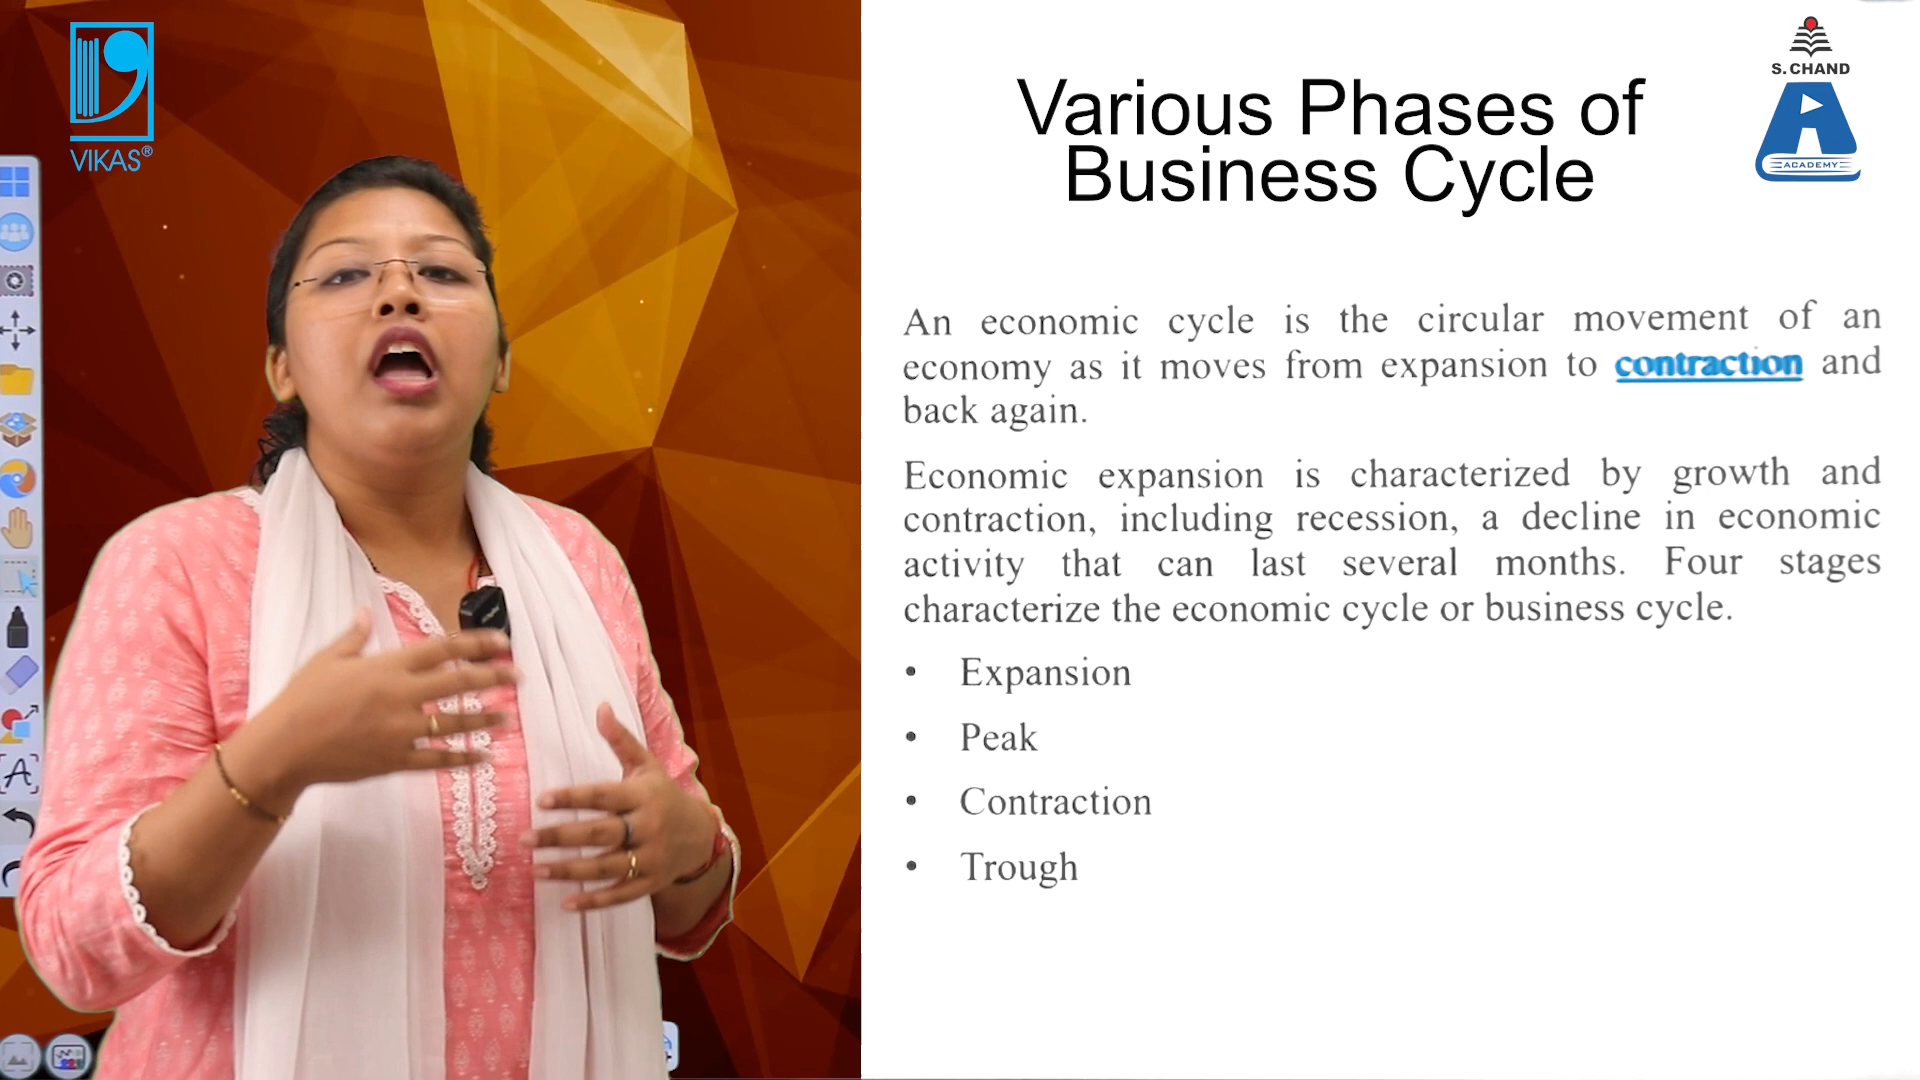 VIKAS®
S. CHAND
ACADEMY
Various Phases of
Business Cycle
An economic cycle is the circular movement of an
economy as it moves from expansion to contraction and
back again.
Economic expansion is characterized by growth and
contraction, including recession, a decline in economic
activity that can last several months. Four stages
characterize the economic cycle or business cycle.
• Expansion
• Peak
• Contraction
• Trough